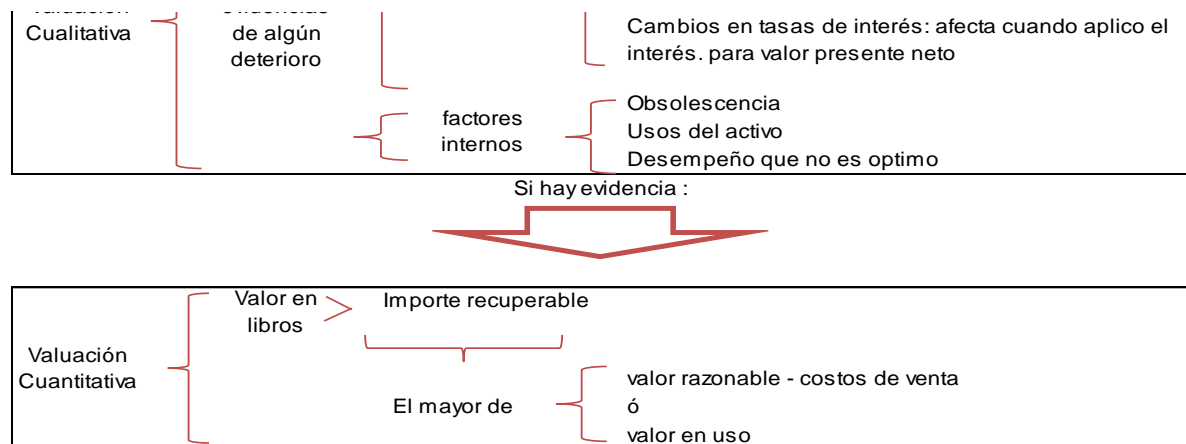 Cualitativa
de algún
deterioro
Cambios en tasas de interés: afecta cuando aplico el
interés. para valor presente neto
factores
internos
Obsolescencia
Usos del activo
Desempeño que no es optimo
Si hay evidencia :
Valuación
Cuantitativa
Valor en
libros
>
Importe recuperable
El mayor de
valor razonable - costos de venta
ó
valor en uso